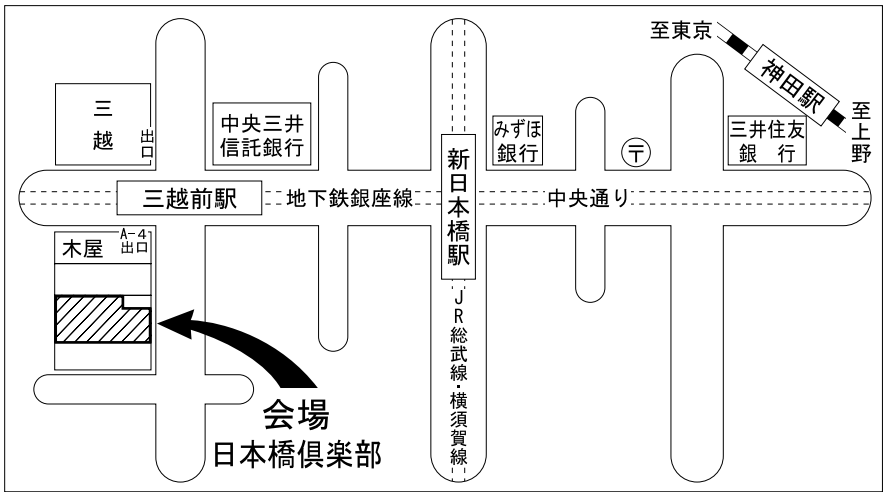 至東京
神田駅
至上野
三越
出口
中央三井
信託銀行
みずほ
銀行
〒
三井住友
銀行
三越前駅
地下鉄銀座線
新日本橋駅
中央通り
木屋
A-4
出口
JR総武線・横須賀線
会場
日本橋倶楽部